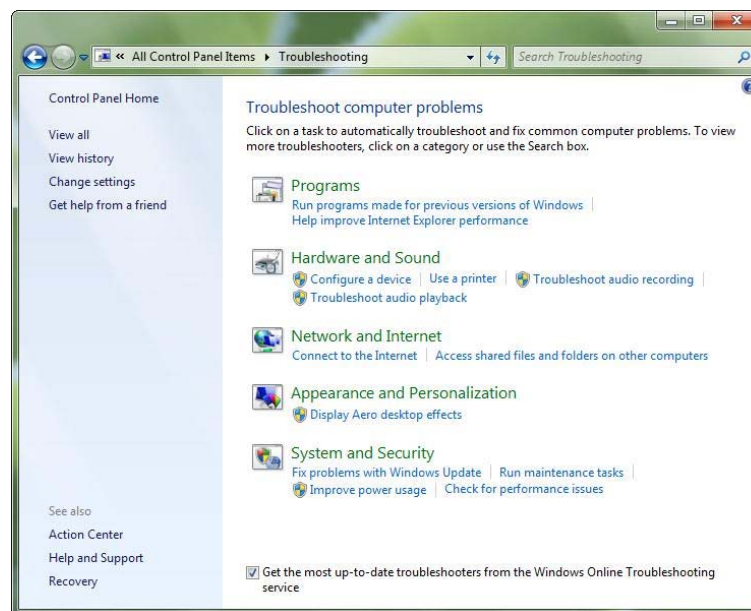 « All Control Panel Items ▸ Troubleshooting
Search Troubleshooting
Control Panel Home
View all
View history
Change settings
Get help from a friend
See also
Action Center
Help and Support
Recovery
Troubleshoot computer problems
Click on a task to automatically troubleshoot and fix common computer problems. To view
more troubleshooters, click on a category or use the Search box.
Programs
Run programs made for previous versions of Windows
Help improve Internet Explorer performance
Hardware and Sound
Configure a device | Use a printer | Troubleshoot audio recording
Troubleshoot audio playback
Network and Internet
Connect to the Internet | Access shared files and folders on other computers
Appearance and Personalization
Display Aero desktop effects
System and Security
Fix problems with Windows Update | Run maintenance tasks
Improve power usage | Check for performance issues
Get the most up-to-date troubleshooters from the Windows Online Troubleshooting
service